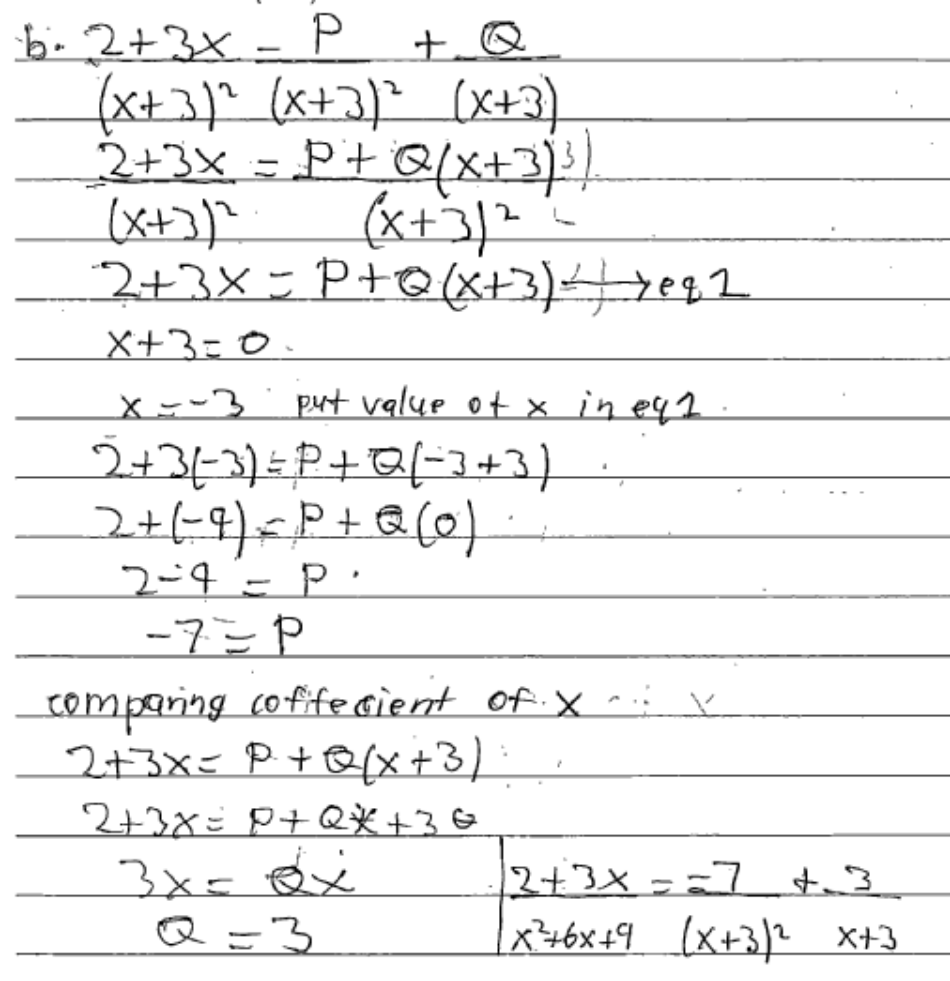 b. 2+3x = P + Q
(x+3)² (x+3)² (x+3)
2+3x = P + Q(x+3)
(x+3)² (x+3)²
2+3x = P+Q(x+3) → eq 1
x+3=0
x=-3 put value of x in eq 1
2+3(-3)=P+Q(-3+3)
2+(-9)=P+Q(0)
2-9 = P
-7 = P
comparing cofifecient of x
2+3x= P+Q(x+3)
2+3x= P+Qx+3Q
3x= Qx
Q = 3
2+3x = -7 + 3
x²+6x+9 (x+3)² x+3